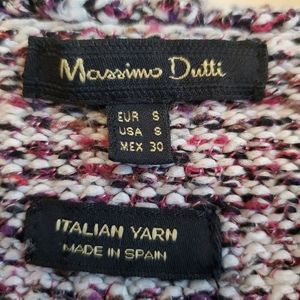 Massimo Dutti
EUR S
USA S
MEX 30
ITALIAN YARN
MADE IN SPAIN